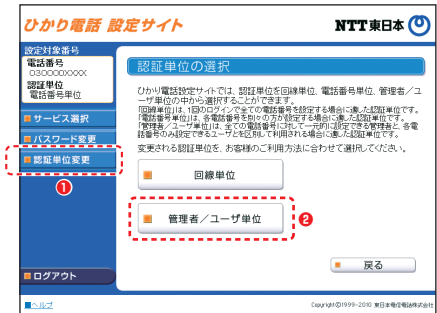 ひかり電話 設定サイト
NTT東日本
設定対象番号
電話番号
030000XXXX
認証単位
電話番号単位
サービス選択
パスワード変更
認証単位変更
❶
ログアウト
認証単位の選択
ひかり電話設定サイトでは、認証単位を回線単位、電話番号単位、管理者／ユ
ーザ単位の中から選択することができます。
「回線単位」は、1回のログインで全ての電話番号を設定する場合に適した認証単位です。
「電話番号単位」は、各電話番号を別々の方が設定する場合に適した認証単位です。
「管理者／ユーザ単位」は、全ての電話番号に対して一元的に設定できる管理者と、各電
話番号のみ設定できるユーザとを区別して利用される場合に適した認証単位です。
変更される認証単位を、お客様のご利用方法に合わせて選択してください。
回線単位
管理者／ユーザ単位
❷
戻る
ヘルプ
Copyright©1999-2010 東日本電信電話株式会社